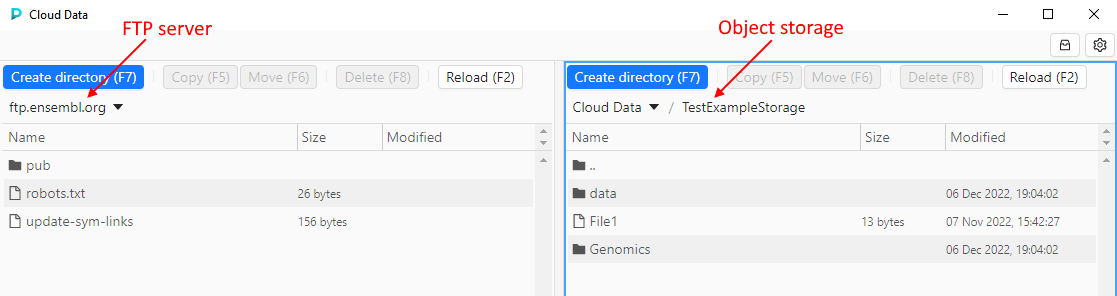 Cloud Data
FTP server
Object storage
Create directory (F7) Copy (F5) Move (F6) Delete (F8) Reload (F2)
ftp.ensembl.org
Name Size Modified
pub
robots.txt 26 bytes
update-sym-links 156 bytes
Create directory (F7) Copy (F5) Move (F6) Delete (F8) Reload (F2)
Cloud Data / TestExampleStorage
Name Size Modified
..
data 06 Dec 2022, 19:04:02
File1 13 bytes 07 Nov 2022, 15:42:27
Genomics 06 Dec 2022, 19:04:02